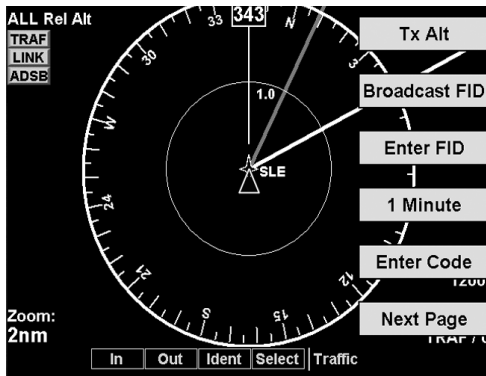 ALL Rel Alt
TRAF
LINK
ADSB
343
33
N
3
30
W
24
21
S
15
12
1.0
SLE
Tx Alt
Broadcast FID
Enter FID
1 Minute
Enter Code
Next Page
Zoom:
2nm
In Out Ident Select Traffic